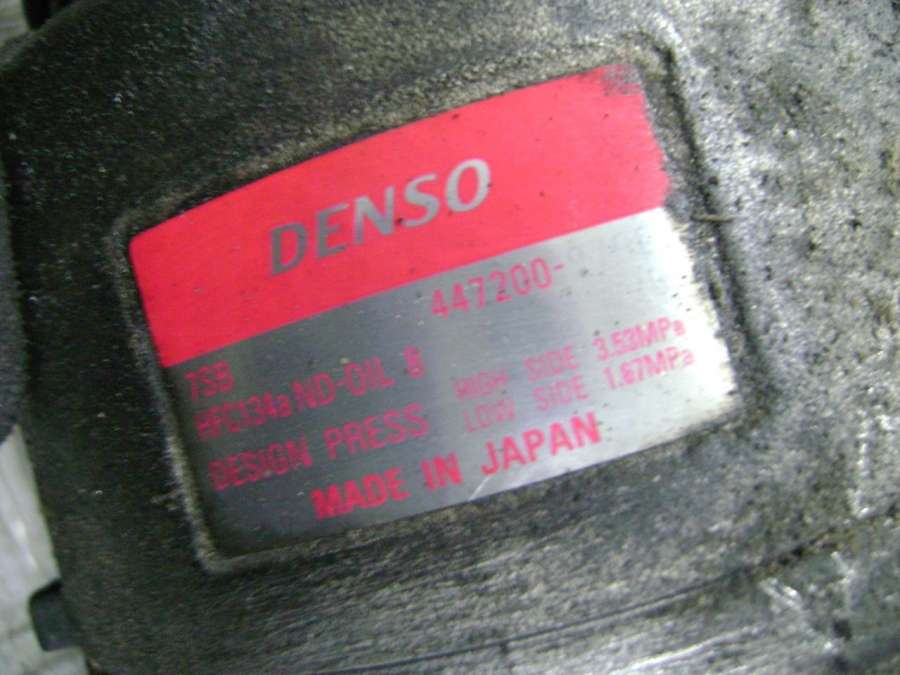 DENSO
447200-
7SB
HFC134a ND-OIL 8
DESIGN PRESS HIGH SIDE 3.53MPa
LOW SIDE 1.67MPa
MADE IN JAPAN